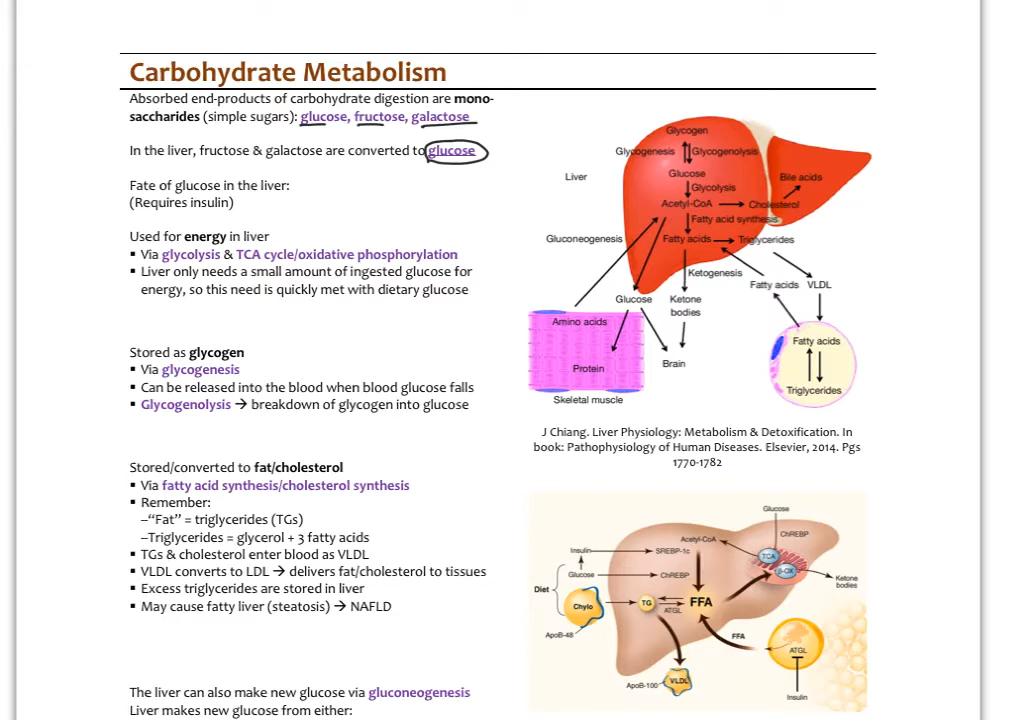 Carbohydrate Metabolism
Absorbed end-products of carbohydrate digestion are mono-
saccharides (simple sugars): glucose, fructose, galactose
In the liver, fructose & galactose are converted to glucose
Fate of glucose in the liver:
(Requires insulin)
Used for energy in liver
▪ Via glycolysis & TCA cycle/oxidative phosphorylation
▪ Liver only needs a small amount of ingested glucose for
energy, so this need is quickly met with dietary glucose
Stored as glycogen
▪ Via glycogenesis
▪ Can be released into the blood when blood glucose falls
▪ Glycogenolysis → breakdown of glycogen into glucose
Stored/converted to fat/cholesterol
▪ Via fatty acid synthesis/cholesterol synthesis
▪ Remember:
–“Fat” = triglycerides (TGs)
–Triglycerides = glycerol + 3 fatty acids
▪ TGs & cholesterol enter blood as VLDL
▪ VLDL converts to LDL → delivers fat/cholesterol to tissues
▪ Excess triglycerides are stored in liver
▪ May cause fatty liver (steatosis) → NAFLD
The liver can also make new glucose via gluconeogenesis
Liver makes new glucose from either:
Glycogen
Glycogenesis Glycogenolysis
Liver
Glucose
Bile acids
Glycolysis
Acetyl-CoA
Cholesterol
Fatty acid synthesis
Gluconeogenesis
Fatty acids
Triglycerides
Ketogenesis
Fatty acids VLDL
Glucose
Ketone
bodies
Amino acids
Fatty acids
Brain
Protein
Triglycerides
Skeletal muscle
J Chiang. Liver Physiology: Metabolism & Detoxification. In
book: Pathophysiology of Human Diseases. Elsevier, 2014. Pgs
1770-1782
Glucose
ChREBP
Acetyl-CoA
Insulin
SREBP-1c
TCA
β-OX
Glucose
ChREBP
Ketone
bodies
Diet
Chylo
TG
ATGL
FFA
ApoB-48
FFA
ATGL
ApoB-100
VLDL
Insulin